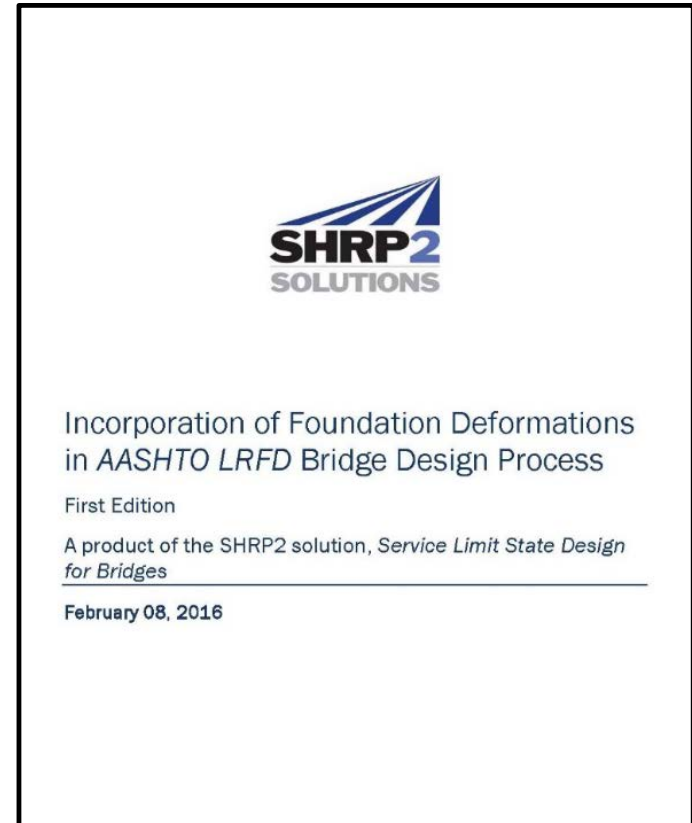 SHRP2
SOLUTIONS
Incorporation of Foundation Deformations
in AASHTO LRFD Bridge Design Process
First Edition
A product of the SHRP2 solution, Service Limit State Design
for Bridges
February 08, 2016